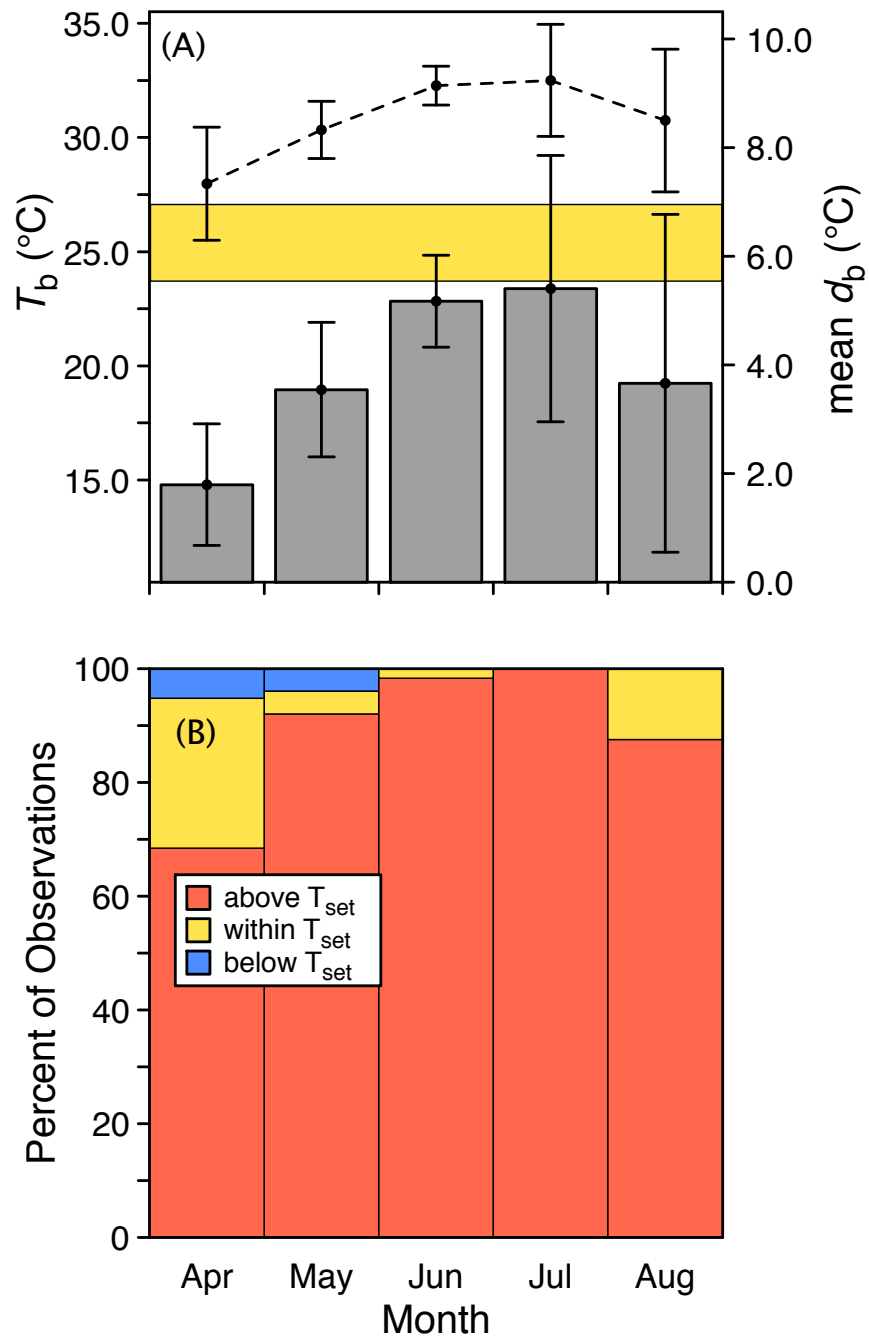 (A)
35.0
30.0
25.0
20.0
15.0
Tb (°C)
10.0
8.0
6.0
4.0
2.0
0.0
mean db (°C)
(B)
100
80
60
40
20
0
Percent of Observations
above Tset
within Tset
below Tset
Apr May Jun Jul Aug
Month